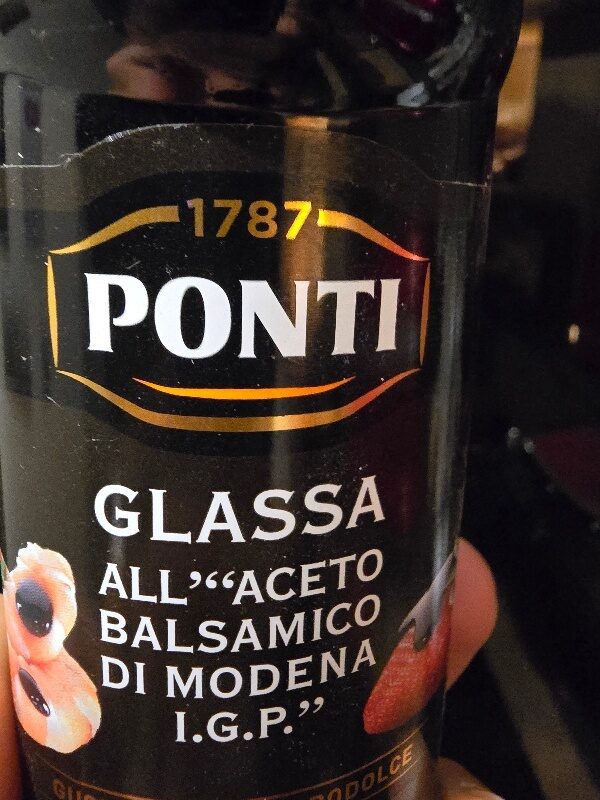 1787
PONTI
GLASSA
ALL'“ACETO
BALSAMICO
DI MODENA
I.G.P.”